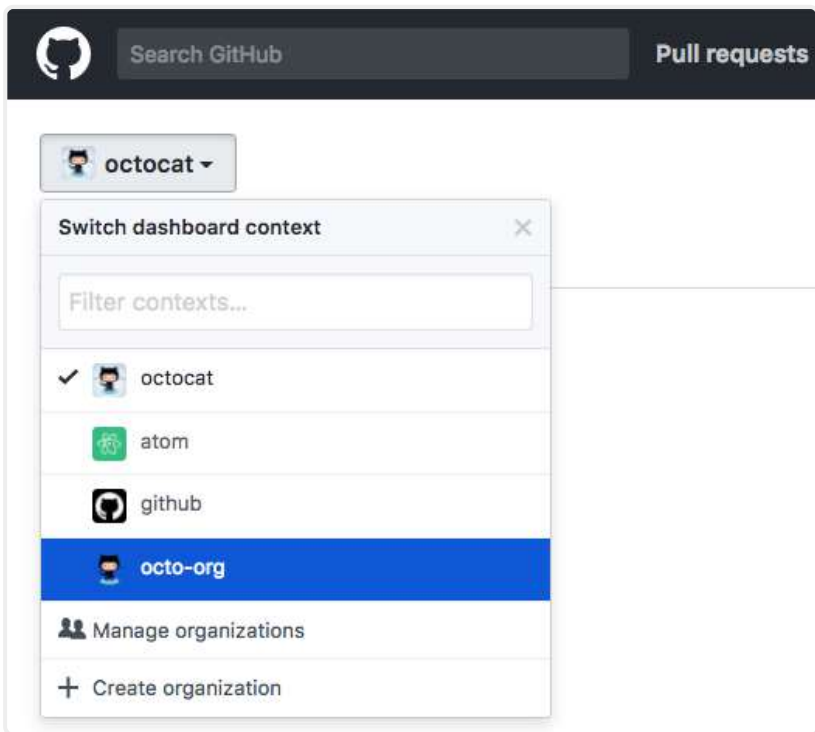 Search GitHub
Pull requests
octocat
Switch dashboard context
Filter contexts...
octocat
atom
github
octo-org
Manage organizations
Create organization